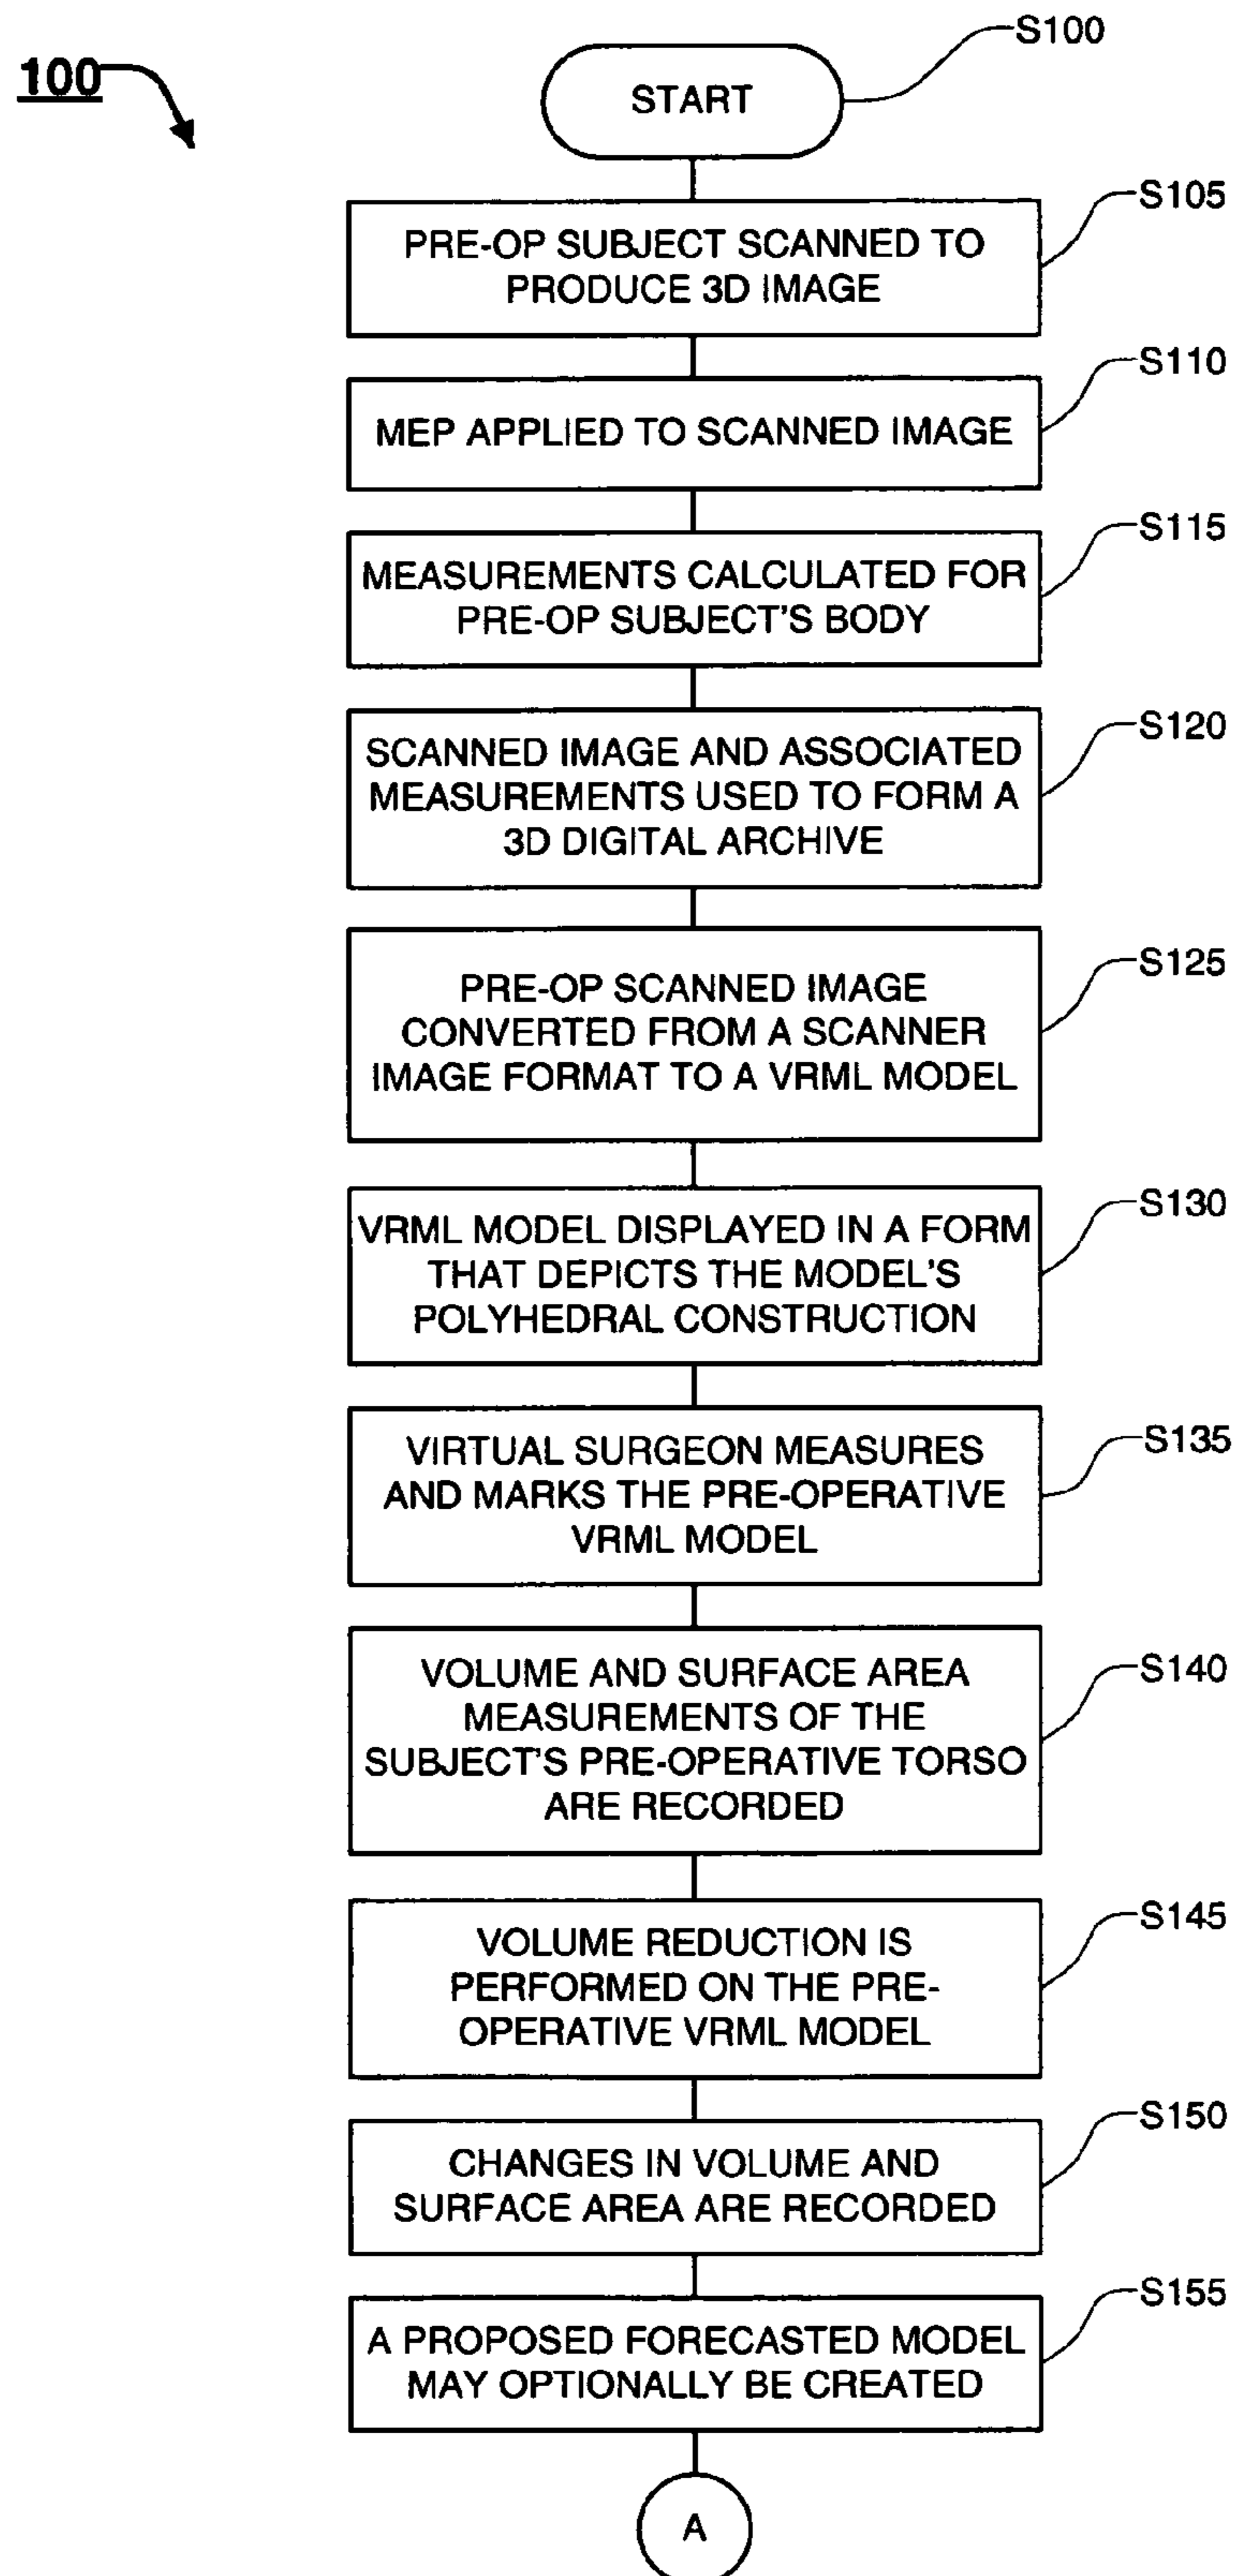 100
S100
START
S105
PRE-OP SUBJECT SCANNED TO
PRODUCE 3D IMAGE
S110
MEP APPLIED TO SCANNED IMAGE
S115
MEASUREMENTS CALCULATED FOR
PRE-OP SUBJECT'S BODY
S120
SCANNED IMAGE AND ASSOCIATED
MEASUREMENTS USED TO FORM A
3D DIGITAL ARCHIVE
S125
PRE-OP SCANNED IMAGE
CONVERTED FROM A SCANNER
IMAGE FORMAT TO A VRML MODEL
S130
VRML MODEL DISPLAYED IN A FORM
THAT DEPICTS THE MODEL'S
POLYHEDRAL CONSTRUCTION
S135
VIRTUAL SURGEON MEASURES
AND MARKS THE PRE-OPERATIVE
VRML MODEL
S140
VOLUME AND SURFACE AREA
MEASUREMENTS OF THE
SUBJECT'S PRE-OPERATIVE TORSO
ARE RECORDED
S145
VOLUME REDUCTION IS
PERFORMED ON THE PRE-
OPERATIVE VRML MODEL
S150
CHANGES IN VOLUME AND
SURFACE AREA ARE RECORDED
S155
A PROPOSED FORECASTED MODEL
MAY OPTIONALLY BE CREATED
A